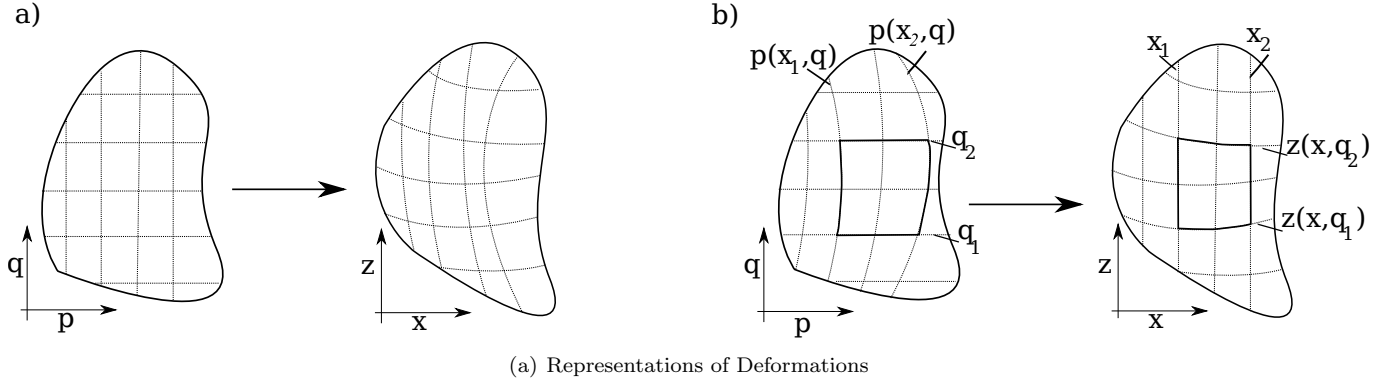 a)
q
p
z
x
b)
p(x₁,q)
p(x₂,q)
q₂
q₁
q
p
x₁
x₂
z(x,q₂)
z(x,q₁)
z
x
(a) Representations of Deformations